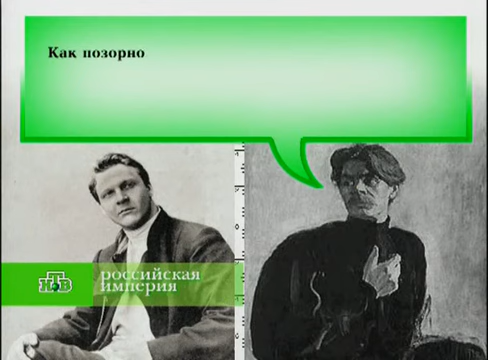 Как позорно
НТВ
российская
империя